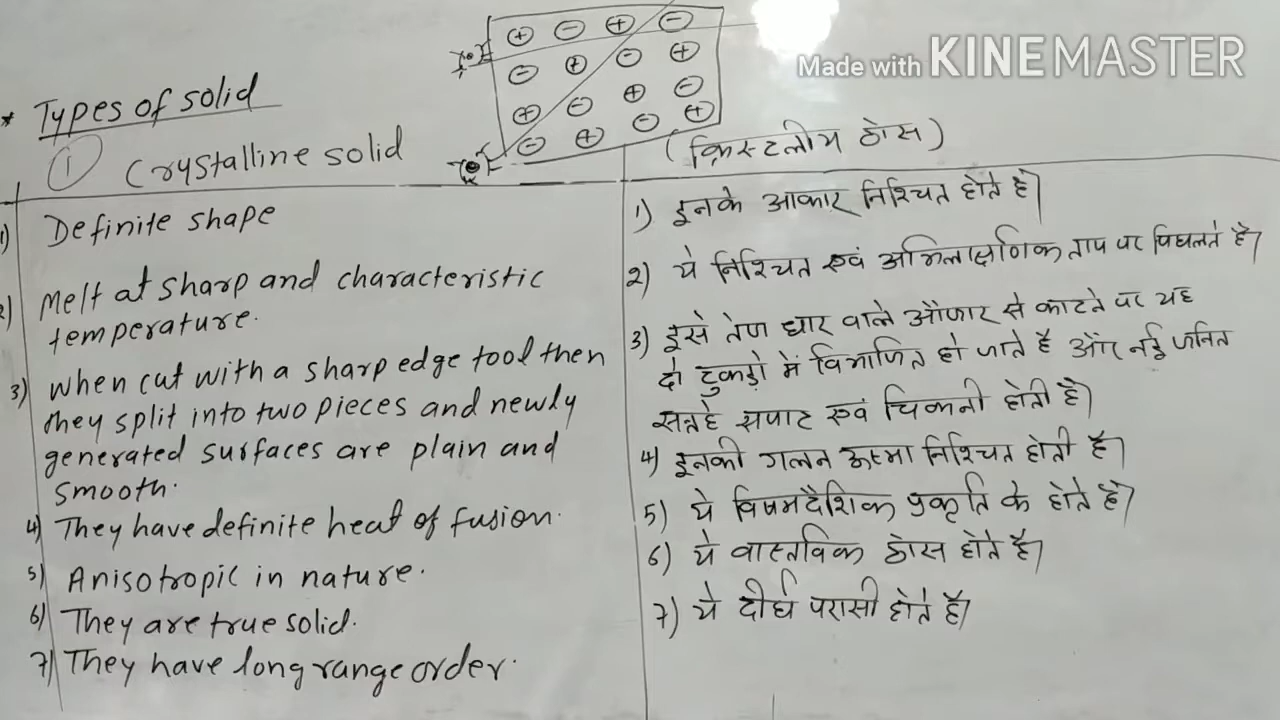 Made with KINEMASTER
* Types of solid
① Crystalline solid
(क्रिस्टलीय ठोस)
1) Definite shape
2) Melt at sharp and characteristic
temperature.
3) when cut with a sharp edge tool then
they split into two pieces and newly
generated surfaces are plain and
smooth.
4) They have definite heat of fusion.
5) Anisotropic in nature.
6) They are true solid.
7) They have long range order.
1) इनके आकार निश्चित होते है।
2) ये निश्चित एवं अभिलाक्षणिक ताप पर पिघलते है।
3) इसे तेज धार वाले औजार से काटने पर यह
दो टुकड़ो में विभाजित हो जाते है और नई जनित
सतहे सपाट एवं चिकनी होती है।
4) इनकी गलन ऊष्मा निश्चित होती है।
5) ये विषमदैशिक प्रकृति के होते है।
6) ये वास्तविक ठोस होते है।
7) ये दीर्घ परासी होते है।
+ - + -
- + - +
+ - + -
- + - +